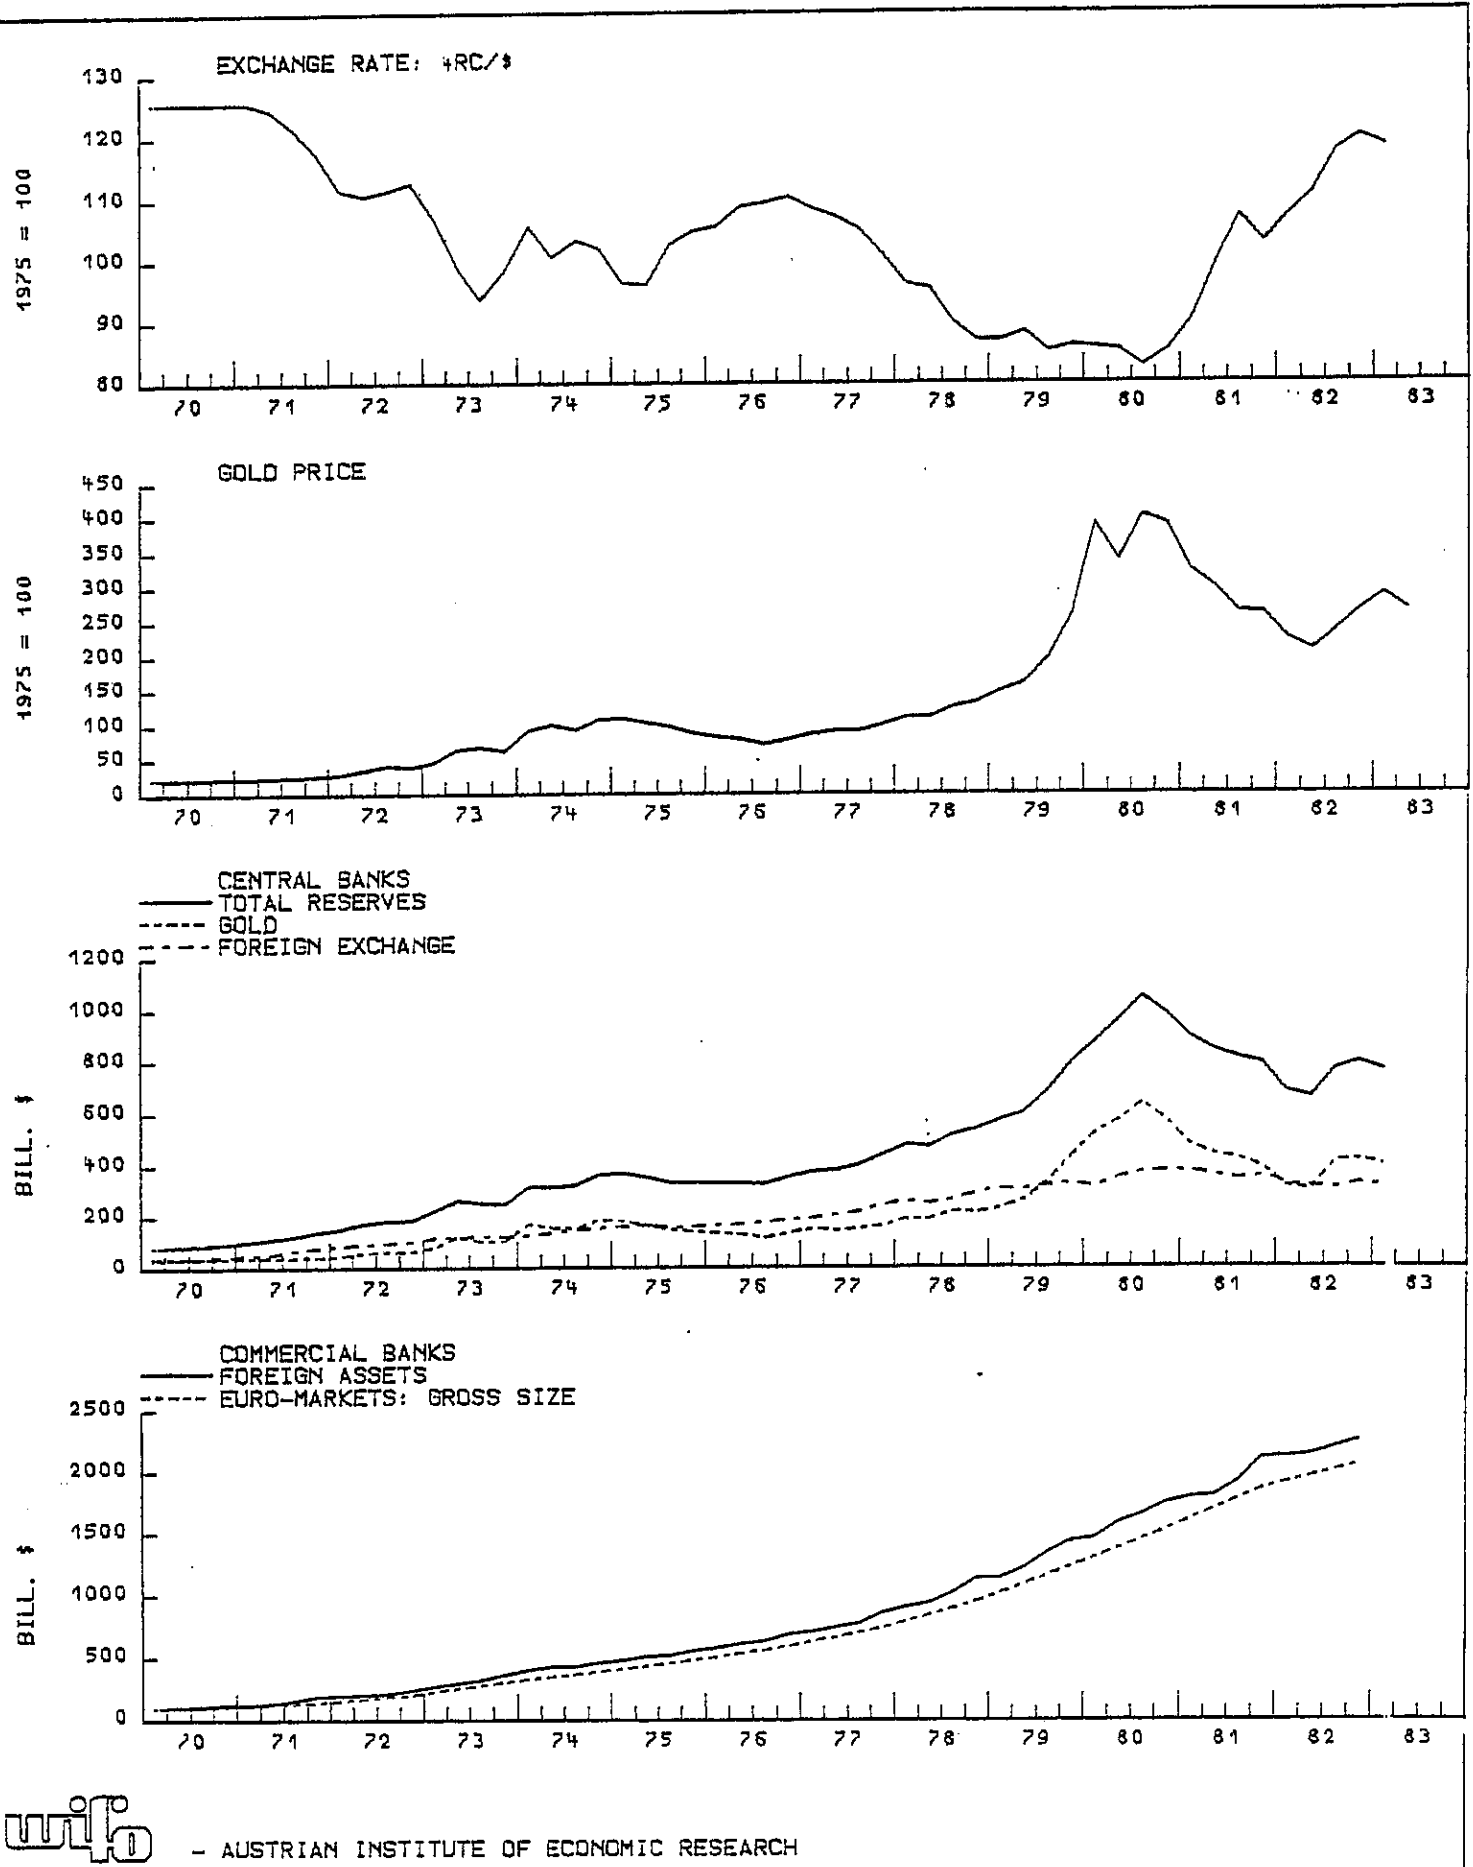 EXCHANGE RATE: 4RC/$
130
120
110
100
90
80
1975 = 100
70 71 72 73 74 75 76 77 78 79 80 81 82 83
GOLD PRICE
450
400
350
300
250
200
150
100
50
0
1975 = 100
70 71 72 73 74 75 76 77 78 79 80 81 82 83
CENTRAL BANKS
TOTAL RESERVES
GOLD
FOREIGN EXCHANGE
1200
1000
800
600
400
200
0
BILL. $
70 71 72 73 74 75 76 77 78 79 80 81 82 83
COMMERCIAL BANKS
FOREIGN ASSETS
EURO-MARKETS: GROSS SIZE
2500
2000
1500
1000
500
0
BILL. $
70 71 72 73 74 75 76 77 78 79 80 81 82 83
wifo - AUSTRIAN INSTITUTE OF ECONOMIC RESEARCH